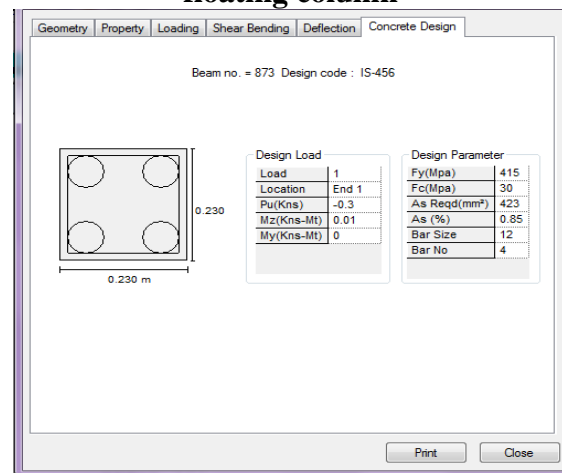 floating column
Geometry Property Loading Shear Bending Deflection Concrete Design
Beam no. = 873 Design code : IS-456
0.230
0.230 m
Design Load
Load 1
Location End 1
Pu(Kns) -0.3
Mz(Kns-Mt) 0.01
My(Kns-Mt) 0
Design Parameter
Fy(Mpa) 415
Fc(Mpa) 30
As Reqd(mm²) 423
As (%) 0.85
Bar Size 12
Bar No 4
Print Close